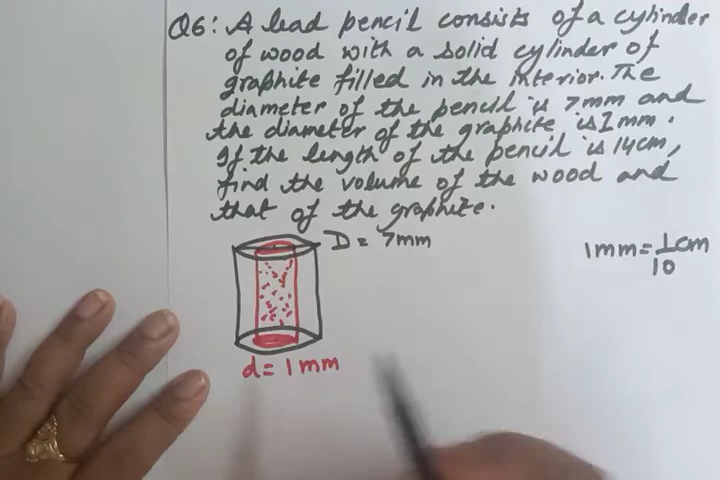 Q6: A lead pencil consists of a cylinder
of wood with a solid cylinder of
graphite filled in the interior. The
diameter of the pencil is 7mm and
the diameter of the graphite is 1mm.
If the length of the pencil is 14cm,
find the volume of the wood and
that of the graphite.
D = 7mm
1mm = 1/10 cm
d = 1mm